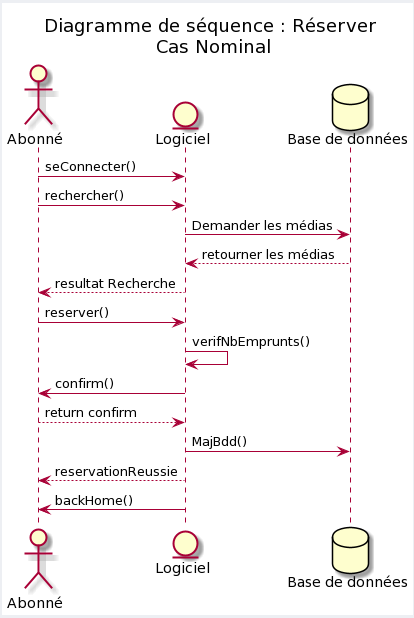 Diagramme de séquence : Réserver
Cas Nominal
Abonné
Logiciel
Base de données
seConnecter()
rechercher()
Demander les médias
retourner les médias
resultat Recherche
reserver()
verifNbEmprunts()
confirm()
return confirm
MajBdd()
reservationReussie
backHome()
Abonné
Logiciel
Base de données